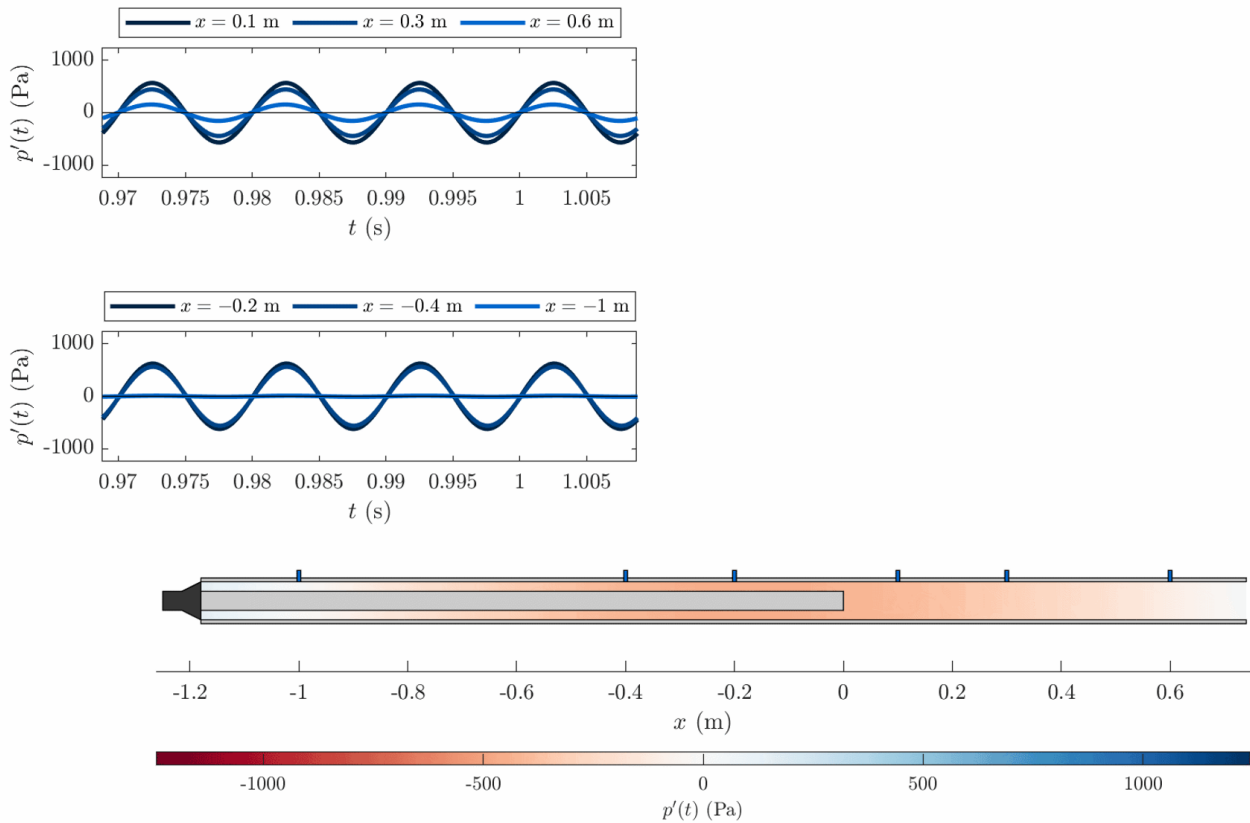 x = 0.1 m x = 0.3 m x = 0.6 m
1000
0
-1000
p′(t) (Pa)
0.97 0.975 0.98 0.985 0.99 0.995 1 1.005
t (s)
x = −0.2 m x = −0.4 m x = −1 m
1000
0
-1000
p′(t) (Pa)
0.97 0.975 0.98 0.985 0.99 0.995 1 1.005
t (s)
-1.2 -1 -0.8 -0.6 -0.4 -0.2 0 0.2 0.4 0.6
x (m)
-1000 -500 0 500 1000
p′(t) (Pa)